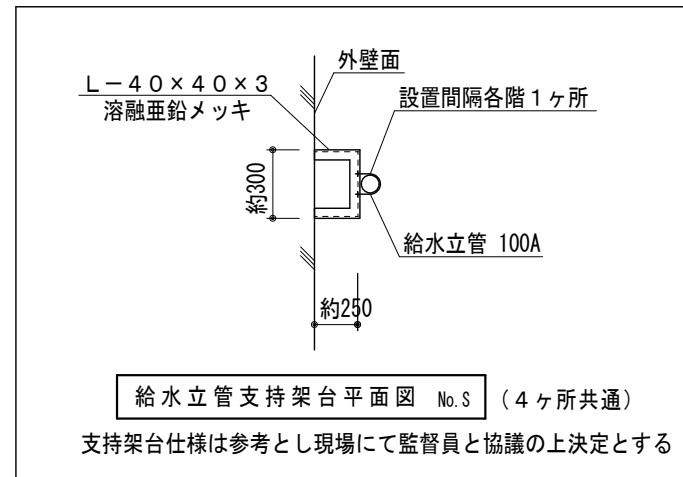 外壁面
L－40×40×3
溶融亜鉛メッキ
設置間隔各階1ヶ所
約300
給水立管 100A
約250
給水立管支持架台平面図 No.S (4ヶ所共通)
支持架台仕様は参考とし現場にて監督員と協議の上決定とする